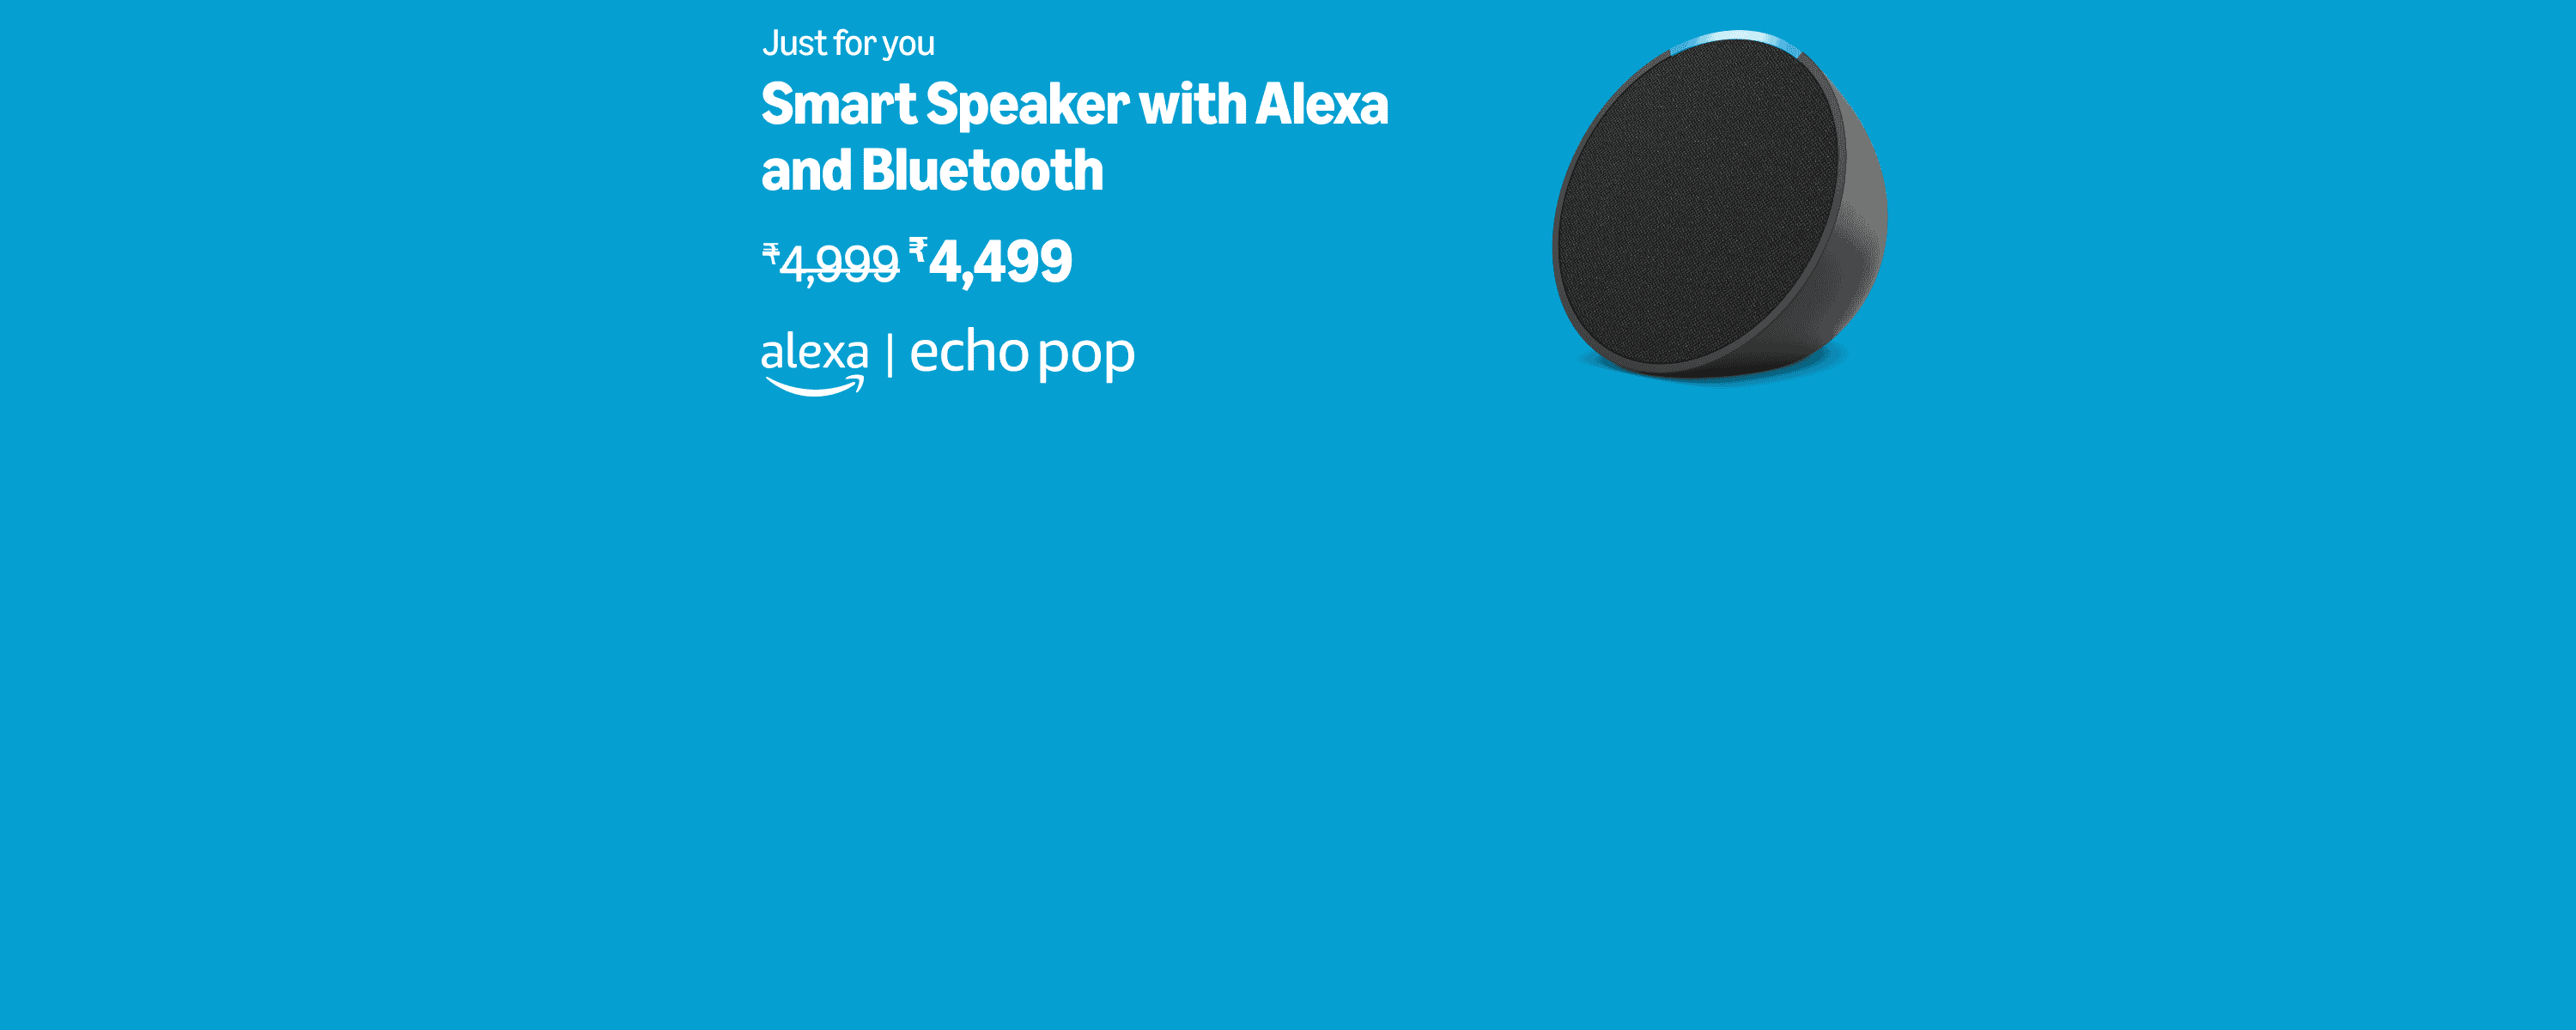 Just for you
Smart Speaker with Alexa
and Bluetooth
₹4,999 ₹4,499
alexa | echo pop